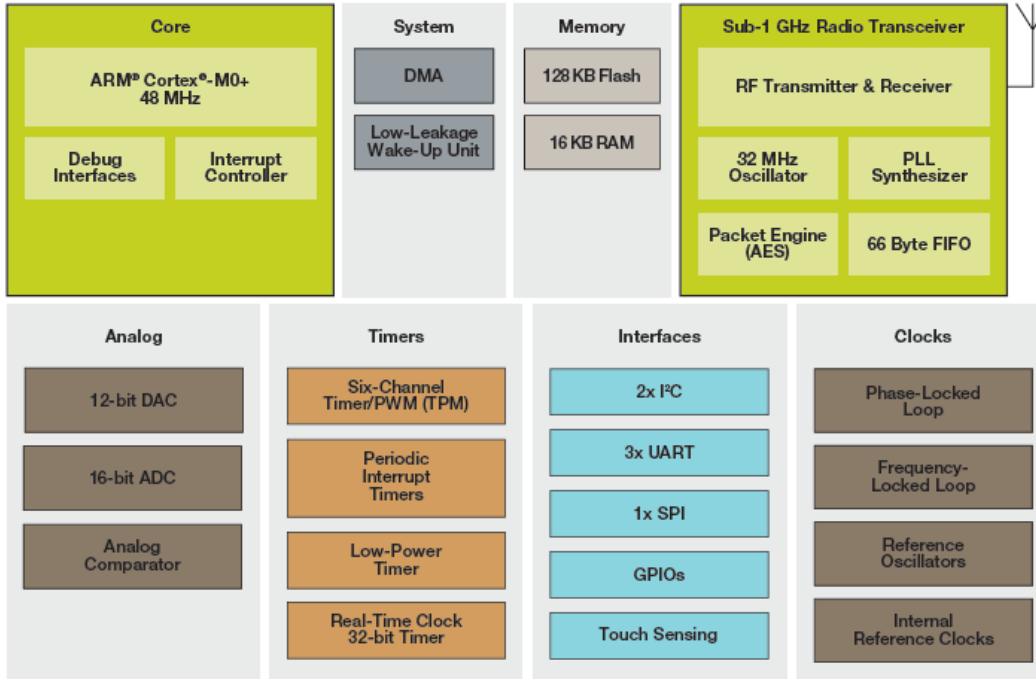 Core
ARM® Cortex®-M0+
48 MHz
Debug
Interfaces
Interrupt
Controller
System
DMA
Low-Leakage
Wake-Up Unit
Memory
128 KB Flash
16 KB RAM
Sub-1 GHz Radio Transceiver
RF Transmitter & Receiver
32 MHz
Oscillator
PLL
Synthesizer
Packet Engine
(AES)
66 Byte FIFO
Analog
12-bit DAC
16-bit ADC
Analog
Comparator
Timers
Six-Channel
Timer/PWM (TPM)
Periodic
Interrupt
Timers
Low-Power
Timer
Real-Time Clock
32-bit Timer
Interfaces
2x I²C
3x UART
1x SPI
GPIOs
Touch Sensing
Clocks
Phase-Locked
Loop
Frequency-
Locked Loop
Reference
Oscillators
Internal
Reference Clocks